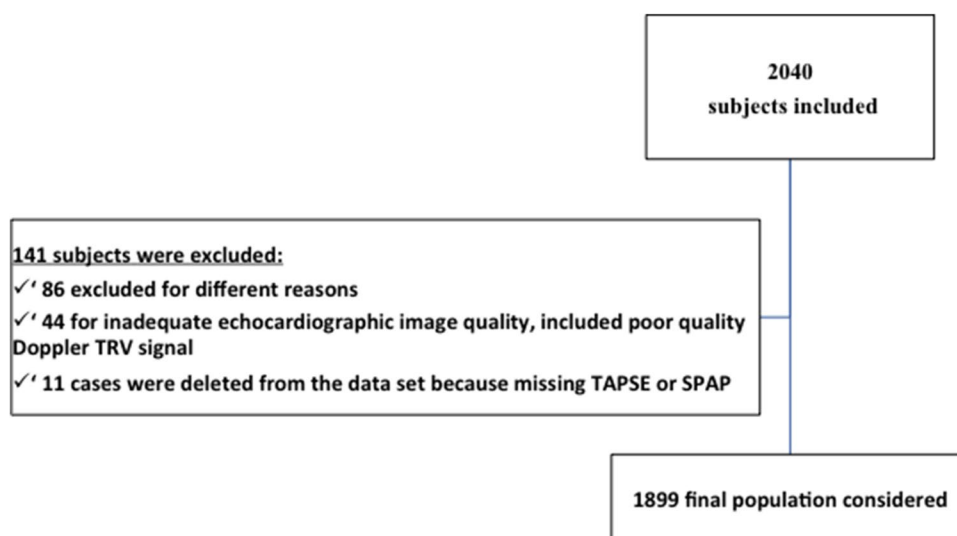 2040
subjects included
141 subjects were excluded:
✓‘ 86 excluded for different reasons
✓‘ 44 for inadequate echocardiographic image quality, included poor quality
Doppler TRV signal
✓‘ 11 cases were deleted from the data set because missing TAPSE or SPAP
1899 final population considered